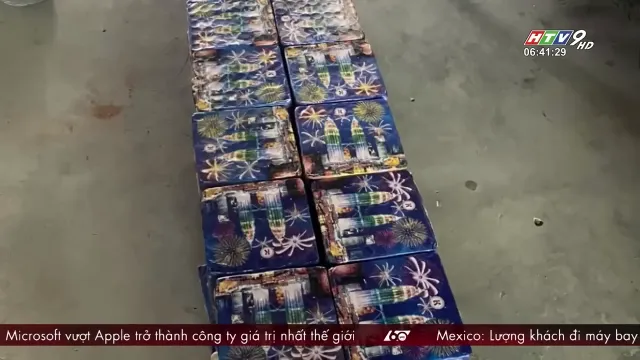 HTV9 HD
06:41:29
Microsoft vượt Apple trở thành công ty giá trị nhất thế giới
Mexico: Lượng khách đi máy bay